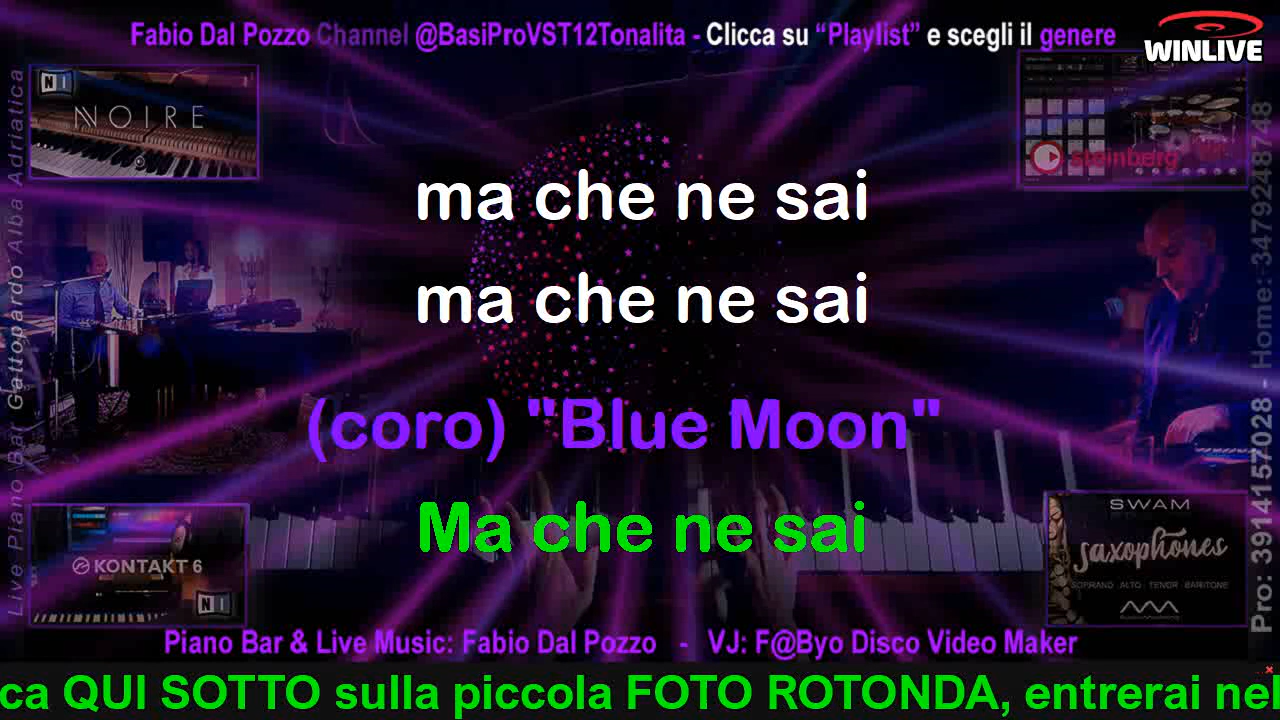 Fabio Dal Pozzo Channel @BasiProVST12Tonalita - Clicca su “Playlist” e scegli il genere
WINLIVE
NI
NOIRE
steinberg
Live Piano Bar Gattopardo Alba Adriatica
Pro: 3914157028 - Home: 3479248748
ma che ne sai
ma che ne sai
(coro) "Blue Moon"
Ma che ne sai
KONTAKT 6
NI
SWAM
saxophones
SOPRANO · ALTO · TENOR · BARITONE
Piano Bar & Live Music: Fabio Dal Pozzo - VJ: F@Byo Disco Video Maker
ca QUI SOTTO sulla piccola FOTO ROTONDA, entrerai nel